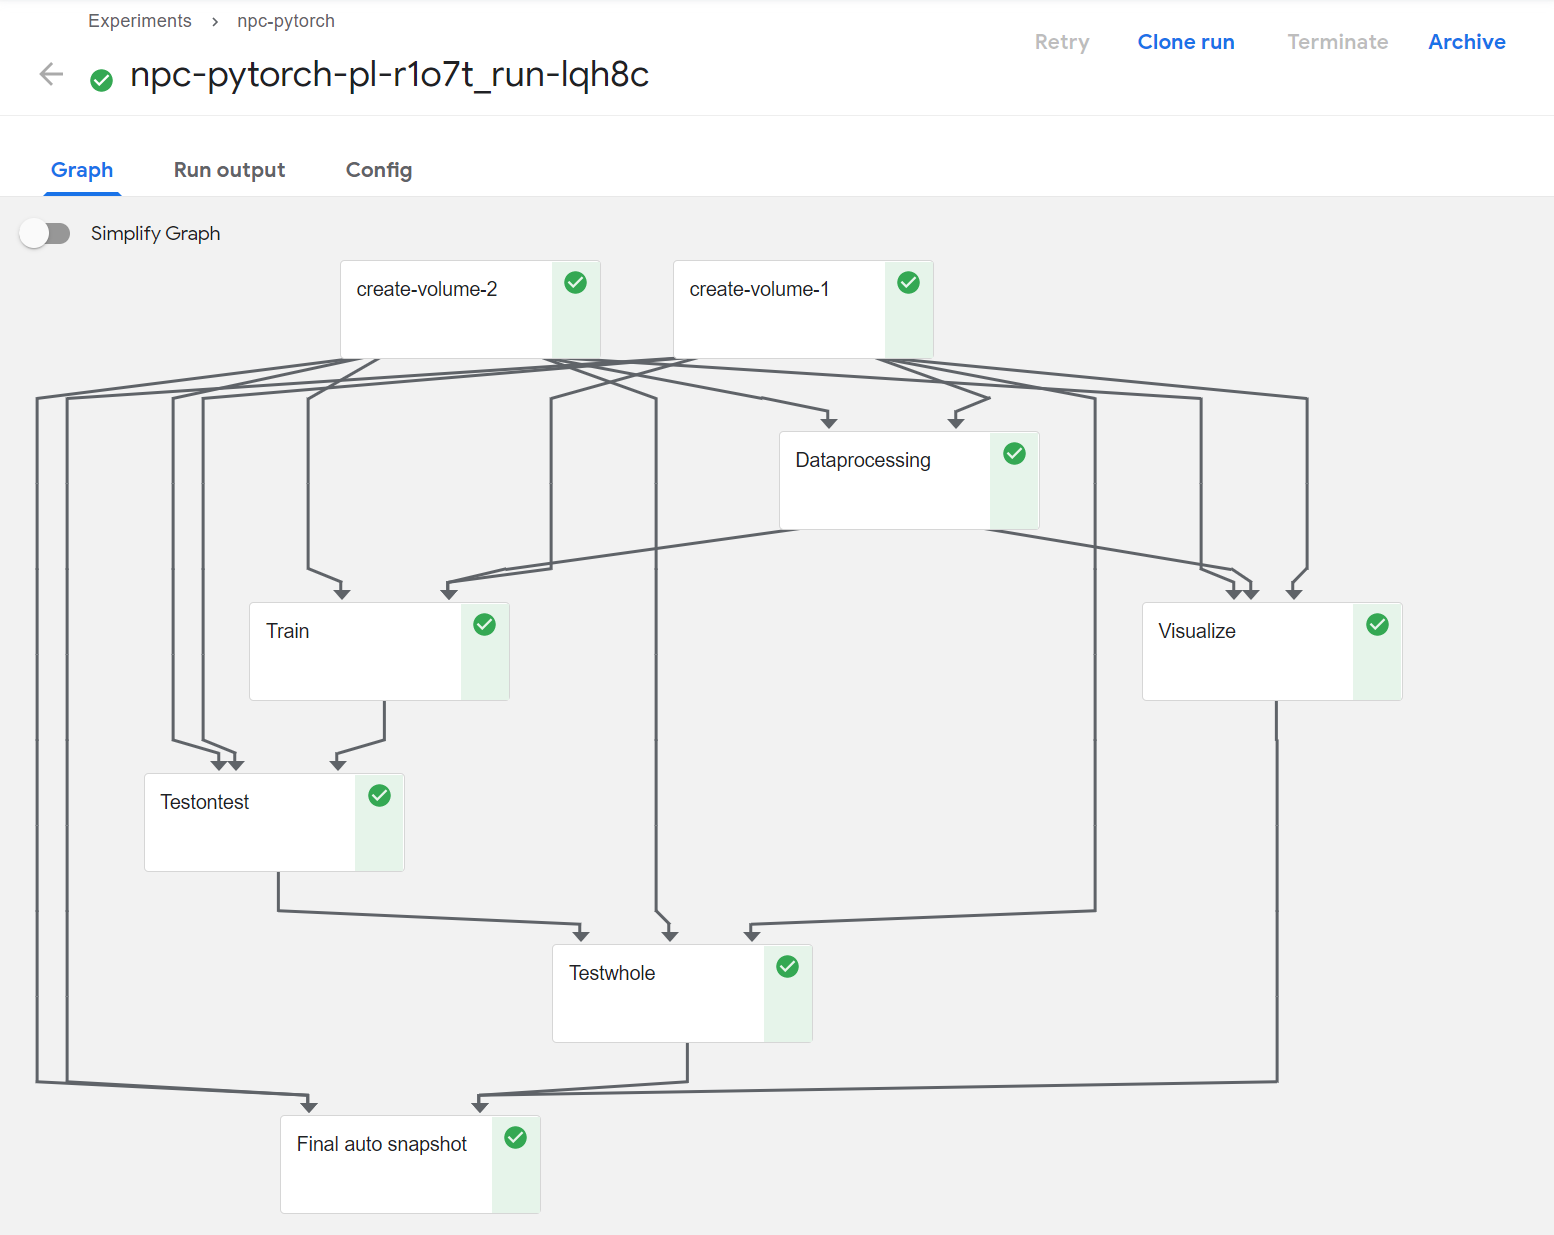 Experiments > npc-pytorch
Retry Clone run Terminate Archive
npc-pytorch-pl-r1o7t_run-lqh8c
Graph Run output Config
Simplify Graph
create-volume-2 create-volume-1
Dataprocessing
Train Visualize
Testontest
Testwhole
Final auto snapshot